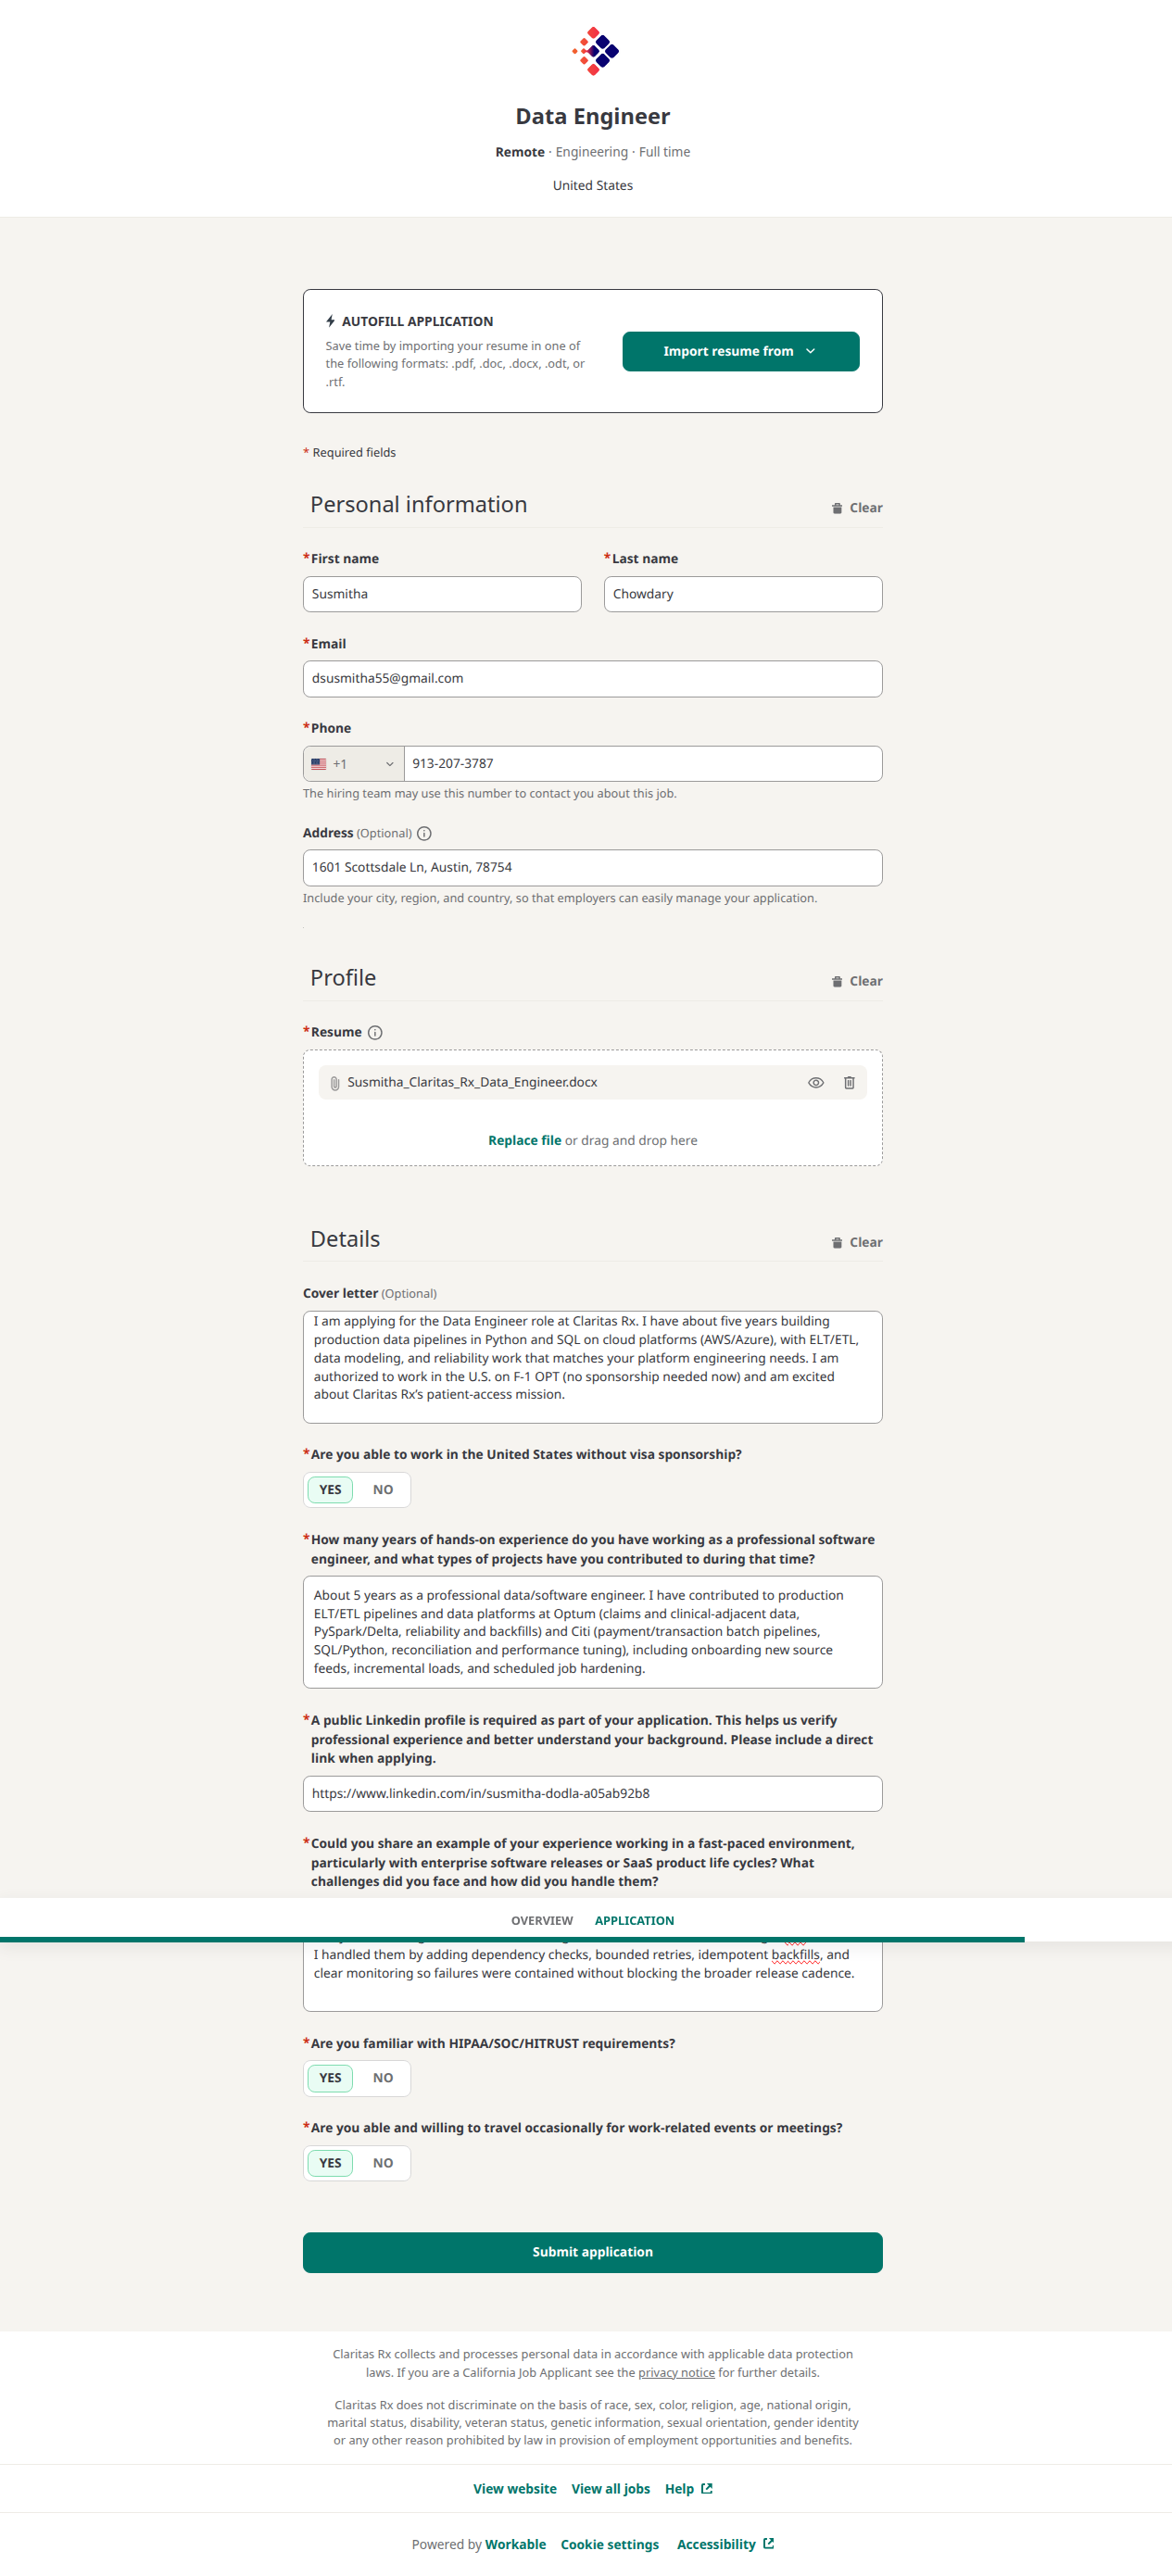 Data Engineer
Remote · Engineering · Full time
United States
AUTOFILL APPLICATION
Save time by importing your resume in one of
the following formats: .pdf, .doc, .docx, .odt, or
.rtf.
Import resume from
* Required fields
Personal information
Clear
*First name
*Last name
Susmitha
Chowdary
*Email
dsusmitha55@gmail.com
*Phone
+1
913-207-3787
The hiring team may use this number to contact you about this job.
Address (Optional)
1601 Scottsdale Ln, Austin, 78754
Include your city, region, and country, so that employers can easily manage your application.
Profile
Clear
*Resume
Susmitha_Claritas_Rx_Data_Engineer.docx
Replace file or drag and drop here
Details
Clear
Cover letter (Optional)
I am applying for the Data Engineer role at Claritas Rx. I have about five years building
production data pipelines in Python and SQL on cloud platforms (AWS/Azure), with ELT/ETL,
data modeling, and reliability work that matches your platform engineering needs. I am
authorized to work in the U.S. on F-1 OPT (no sponsorship needed now) and am excited
about Claritas Rx’s patient-access mission.
*Are you able to work in the United States without visa sponsorship?
YES NO
*How many years of hands-on experience do you have working as a professional software
engineer, and what types of projects have you contributed to during that time?
About 5 years as a professional data/software engineer. I have contributed to production
ELT/ETL pipelines and data platforms at Optum (claims and clinical-adjacent data,
PySpark/Delta, reliability and backfills) and Citi (payment/transaction batch pipelines,
SQL/Python, reconciliation and performance tuning), including onboarding new source
feeds, incremental loads, and scheduled job hardening.
*A public Linkedin profile is required as part of your application. This helps us verify
professional experience and better understand your background. Please include a direct
link when applying.
https://www.linkedin.com/in/susmitha-dodla-a05ab92b8
*Could you share an example of your experience working in a fast-paced environment,
particularly with enterprise software releases or SaaS product life cycles? What
challenges did you face and how did you handle them?
OVERVIEW APPLICATION
I handled them by adding dependency checks, bounded retries, idempotent backfills, and
clear monitoring so failures were contained without blocking the broader release cadence.
*Are you familiar with HIPAA/SOC/HITRUST requirements?
YES NO
*Are you able and willing to travel occasionally for work-related events or meetings?
YES NO
Submit application
Claritas Rx collects and processes personal data in accordance with applicable data protection
laws. If you are a California Job Applicant see the privacy notice for further details.
Claritas Rx does not discriminate on the basis of race, sex, color, religion, age, national origin,
marital status, disability, veteran status, genetic information, sexual orientation, gender identity
or any other reason prohibited by law in provision of employment opportunities and benefits.
View website View all jobs Help
Powered by Workable Cookie settings Accessibility